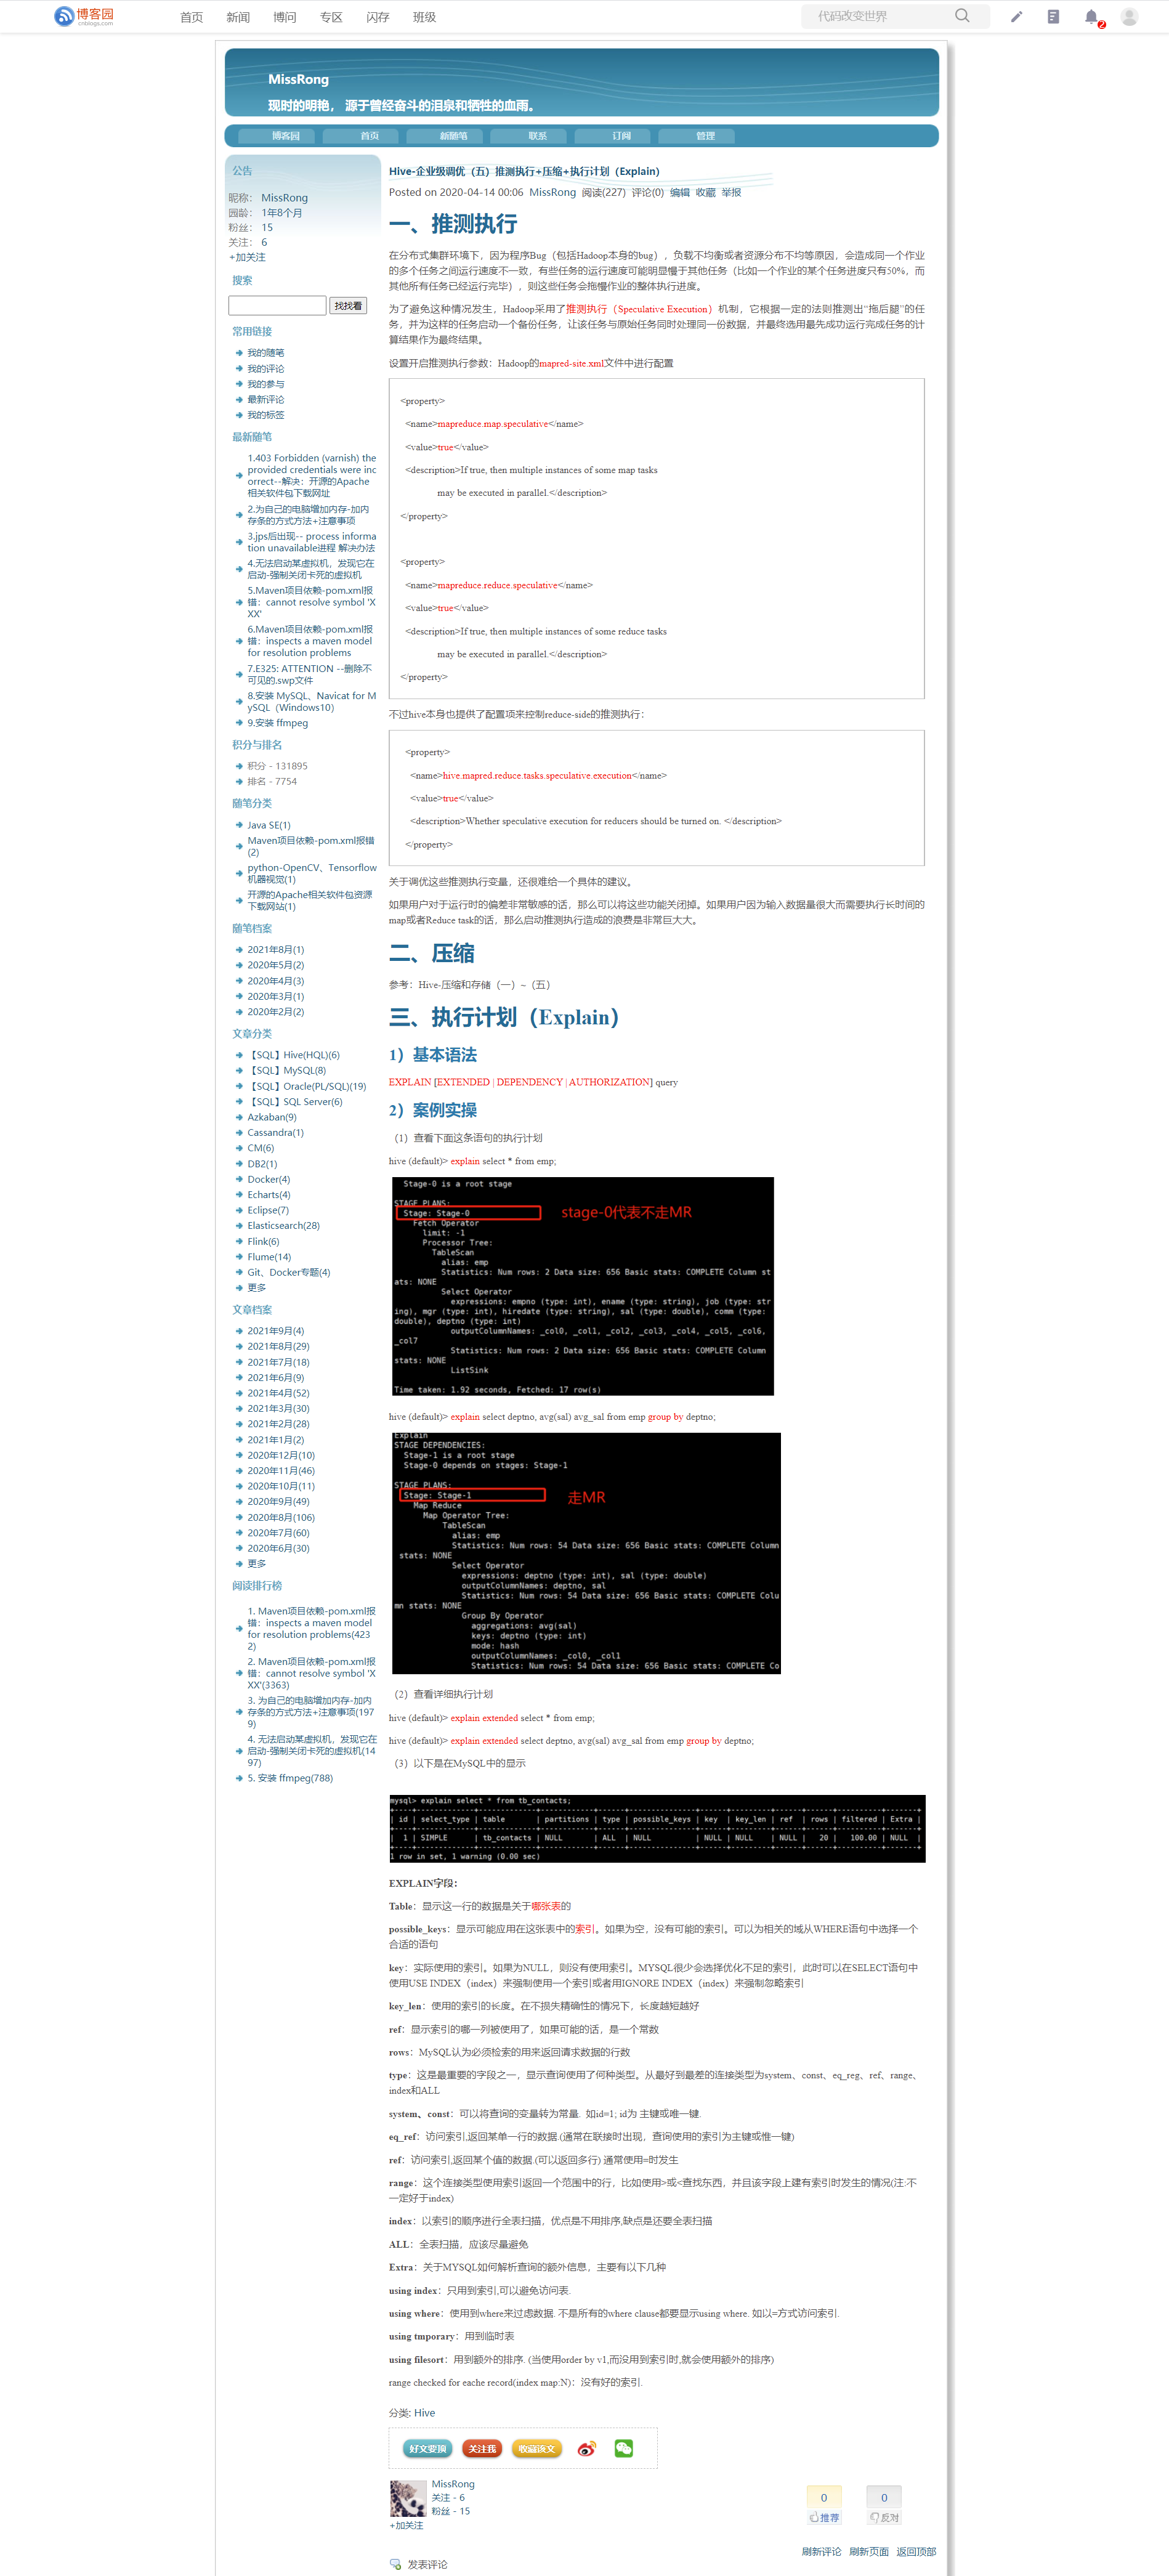 博客园
cnblogs.com
首页 新闻 博问 专区 闪存 班级
代码改变世界
2
MissRong
现时的明艳， 源于曾经奋斗的泪泉和牺牲的血雨。
博客园 首页 新随笔 联系 订阅 管理
公告
昵称： MissRong
园龄： 1年8个月
粉丝： 15
关注： 6
+加关注
搜索
找找看
常用链接
我的随笔
我的评论
我的参与
最新评论
我的标签
最新随笔
1.403 Forbidden (varnish) the
provided credentials were inc
orrect--解决：开源的Apache
相关软件包下载网址
2.为自己的电脑增加内存-加内
存条的方式方法+注意事项
3.jps后出现-- process informa
tion unavailable进程 解决办法
4.无法启动某虚拟机，发现它在
启动-强制关闭卡死的虚拟机
5.Maven项目依赖-pom.xml报
错：cannot resolve symbol 'X
XX'
6.Maven项目依赖-pom.xml报
错：inspects a maven model
for resolution problems
7.E325: ATTENTION --删除不
可见的.swp文件
8.安装 MySQL、Navicat for M
ySQL（Windows10）
9.安装 ffmpeg
积分与排名
积分 - 131895
排名 - 7754
随笔分类
Java SE(1)
Maven项目依赖-pom.xml报错
(2)
python-OpenCV、Tensorflow
机器视觉(1)
开源的Apache相关软件包资源
下载网站(1)
随笔档案
2021年8月(1)
2020年5月(2)
2020年4月(3)
2020年3月(1)
2020年2月(2)
文章分类
【SQL】Hive(HQL)(6)
【SQL】MySQL(8)
【SQL】Oracle(PL/SQL)(19)
【SQL】SQL Server(6)
Azkaban(9)
Cassandra(1)
CM(6)
DB2(1)
Docker(4)
Echarts(4)
Eclipse(7)
Elasticsearch(28)
Flink(6)
Flume(14)
Git、Docker专题(4)
更多
文章档案
2021年9月(4)
2021年8月(29)
2021年7月(18)
2021年6月(9)
2021年4月(52)
2021年3月(30)
2021年2月(28)
2021年1月(2)
2020年12月(10)
2020年11月(46)
2020年10月(11)
2020年9月(49)
2020年8月(106)
2020年7月(60)
2020年6月(30)
更多
阅读排行榜
1. Maven项目依赖-pom.xml报
错：inspects a maven model
for resolution problems(423
2)
2. Maven项目依赖-pom.xml报
错：cannot resolve symbol 'X
XX'(3363)
3. 为自己的电脑增加内存-加内
存条的方式方法+注意事项(197
9)
4. 无法启动某虚拟机，发现它在
启动-强制关闭卡死的虚拟机(14
97)
5. 安装 ffmpeg(788)
Hive-企业级调优（五）推测执行+压缩+执行计划（Explain）
Posted on 2020-04-14 00:06 MissRong 阅读(227) 评论(0) 编辑 收藏 举报
一、推测执行
在分布式集群环境下，因为程序Bug（包括Hadoop本身的bug），负载不均衡或者资源分布不均等原因，会造成同一个作业
的多个任务之间运行速度不一致，有些任务的运行速度可能明显慢于其他任务（比如一个作业的某个任务进度只有50%，而
其他所有任务已经运行完毕），则这些任务会拖慢作业的整体执行进度。
为了避免这种情况发生，Hadoop采用了推测执行（Speculative Execution）机制，它根据一定的法则推测出“拖后腿”的任
务，并为这样的任务启动一个备份任务，让该任务与原始任务同时处理同一份数据，并最终选用最先成功运行完成任务的计
算结果作为最终结果。
设置开启推测执行参数：Hadoop的mapred-site.xml文件中进行配置
<property>
<name>mapreduce.map.speculative</name>
<value>true</value>
<description>If true, then multiple instances of some map tasks
may be executed in parallel.</description>
</property>
<property>
<name>mapreduce.reduce.speculative</name>
<value>true</value>
<description>If true, then multiple instances of some reduce tasks
may be executed in parallel.</description>
</property>
不过hive本身也提供了配置项来控制reduce-side的推测执行：
<property>
<name>hive.mapred.reduce.tasks.speculative.execution</name>
<value>true</value>
<description>Whether speculative execution for reducers should be turned on. </description>
</property>
关于调优这些推测执行变量，还很难给一个具体的建议。
如果用户对于运行时的偏差非常敏感的话，那么可以将这些功能关闭掉。如果用户因为输入数据量很大而需要执行长时间的
map或者Reduce task的话，那么启动推测执行造成的浪费是非常巨大大。
二、压缩
参考：Hive-压缩和存储（一）~（五）
三、执行计划（Explain）
1）基本语法
EXPLAIN [EXTENDED | DEPENDENCY | AUTHORIZATION] query
2）案例实操
（1）查看下面这条语句的执行计划
hive (default)> explain select * from emp;
Stage-0 is a root stage
STAGE PLANS:
Stage: Stage-0
stage-0代表不走MR
Fetch Operator
limit: -1
Processor Tree:
TableScan
alias: emp
Statistics: Num rows: 2 Data size: 656 Basic stats: COMPLETE Column st
ats: NONE
Select Operator
expressions: empno (type: int), ename (type: string), job (type: str
ing), mgr (type: int), hiredate (type: string), sal (type: double), comm (type:
double), deptno (type: int)
outputColumnNames: _col0, _col1, _col2, _col3, _col4, _col5, _col6,
_col7
Statistics: Num rows: 2 Data size: 656 Basic stats: COMPLETE Column
stats: NONE
ListSink
Time taken: 1.92 seconds, Fetched: 17 row(s)
hive (default)> explain select deptno, avg(sal) avg_sal from emp group by deptno;
Explain
STAGE DEPENDENCIES:
Stage-1 is a root stage
Stage-0 depends on stages: Stage-1
STAGE PLANS:
Stage: Stage-1
走MR
Map Reduce
Map Operator Tree:
TableScan
alias: emp
Statistics: Num rows: 54 Data size: 656 Basic stats: COMPLETE Column
stats: NONE
Select Operator
expressions: deptno (type: int), sal (type: double)
outputColumnNames: deptno, sal
Statistics: Num rows: 54 Data size: 656 Basic stats: COMPLETE Colu
mn stats: NONE
Group By Operator
aggregations: avg(sal)
keys: deptno (type: int)
mode: hash
outputColumnNames: _col0, _col1
Statistics: Num rows: 54 Data size: 656 Basic stats: COMPLETE Co
（2）查看详细执行计划
hive (default)> explain extended select * from emp;
hive (default)> explain extended select deptno, avg(sal) avg_sal from emp group by deptno;
（3）以下是在MySQL中的显示
mysql> explain select * from tb_contacts;
| id | select_type | table | partitions | type | possible_keys | key | key_len | ref | rows | filtered | Extra |
| 1 | SIMPLE | tb_contacts | NULL | ALL | NULL | NULL | NULL | NULL | 20 | 100.00 | NULL |
1 row in set, 1 warning (0.00 sec)
EXPLAIN字段：
Table：显示这一行的数据是关于哪张表的
possible_keys：显示可能应用在这张表中的索引。如果为空，没有可能的索引。可以为相关的域从WHERE语句中选择一个
合适的语句
key：实际使用的索引。如果为NULL，则没有使用索引。MYSQL很少会选择优化不足的索引，此时可以在SELECT语句中
使用USE INDEX（index）来强制使用一个索引或者用IGNORE INDEX（index）来强制忽略索引
key_len：使用的索引的长度。在不损失精确性的情况下，长度越短越好
ref：显示索引的哪一列被使用了，如果可能的话，是一个常数
rows：MySQL认为必须检索的用来返回请求数据的行数
type：这是最重要的字段之一，显示查询使用了何种类型。从最好到最差的连接类型为system、const、eq_reg、ref、range、
index和ALL
system、const：可以将查询的变量转为常量. 如id=1; id为 主键或唯一键.
eq_ref：访问索引,返回某单一行的数据.(通常在联接时出现，查询使用的索引为主键或惟一键)
ref：访问索引,返回某个值的数据.(可以返回多行) 通常使用=时发生
range：这个连接类型使用索引返回一个范围中的行，比如使用>或<查找东西，并且该字段上建有索引时发生的情况(注:不
一定好于index)
index：以索引的顺序进行全表扫描，优点是不用排序,缺点是还要全表扫描
ALL：全表扫描，应该尽量避免
Extra：关于MYSQL如何解析查询的额外信息，主要有以下几种
using index：只用到索引,可以避免访问表.
using where：使用到where来过虑数据. 不是所有的where clause都要显示using where. 如以=方式访问索引.
using tmporary：用到临时表
using filesort：用到额外的排序. (当使用order by v1,而没用到索引时,就会使用额外的排序)
range checked for eache record(index map:N)：没有好的索引.
分类: Hive
好文要顶 关注我 收藏该文
MissRong
关注 - 6
粉丝 - 15
+加关注
0 0
推荐 反对
刷新评论 刷新页面 返回顶部
发表评论